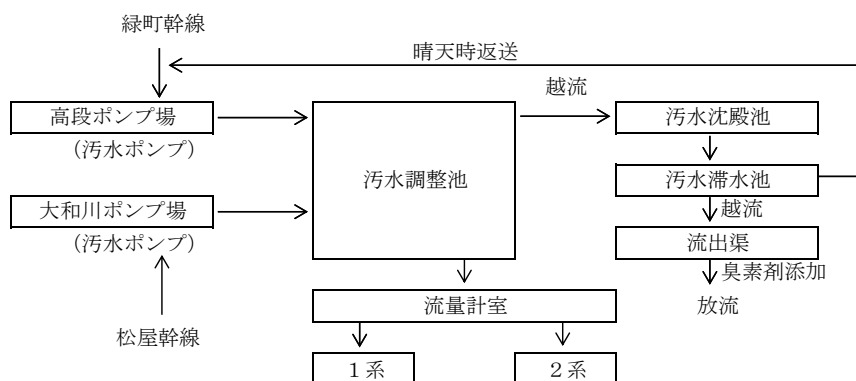 緑町幹線
晴天時返送
越流
高段ポンプ場
(汚水ポンプ)
汚水調整池
汚水沈殿池
汚水滞水池
越流
大和川ポンプ場
(汚水ポンプ)
流出渠
臭素剤添加
放流
流量計室
松屋幹線
1系
2系